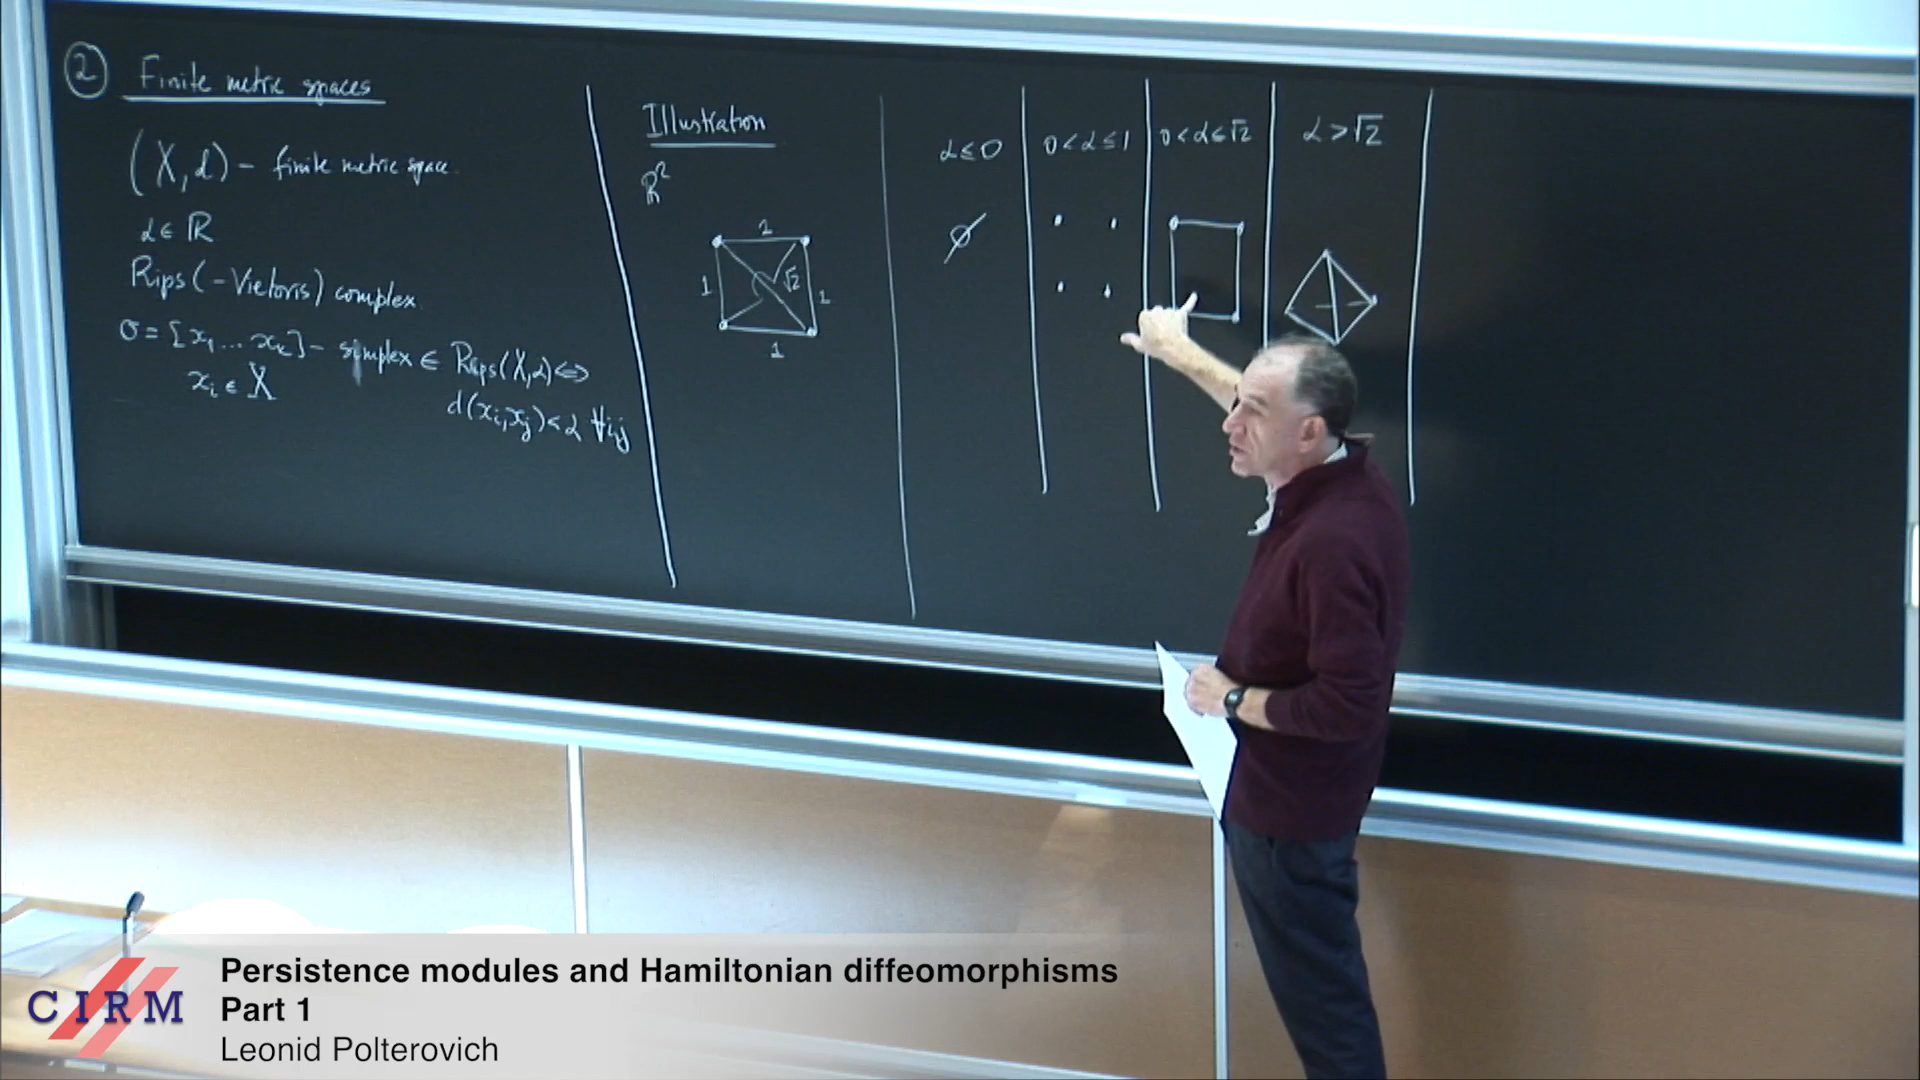 ② Finite metric spaces
(X,d) – finite metric space.
α ∈ ℝ
Rips(-Vietoris) complex.
σ = [x₁ ... xₖ] – simplex ∈ Rips(X,α) ⇔
xᵢ ∈ X
d(xᵢ,xⱼ) < α ∀i,j
Illustration
ℝ²
1
1
√2
1
1
α ≤ 0
0 < α ≤ 1
0 < α ≤ √2
α > √2
∅
CIRM
Persistence modules and Hamiltonian diffeomorphisms
Part 1
Leonid Polterovich